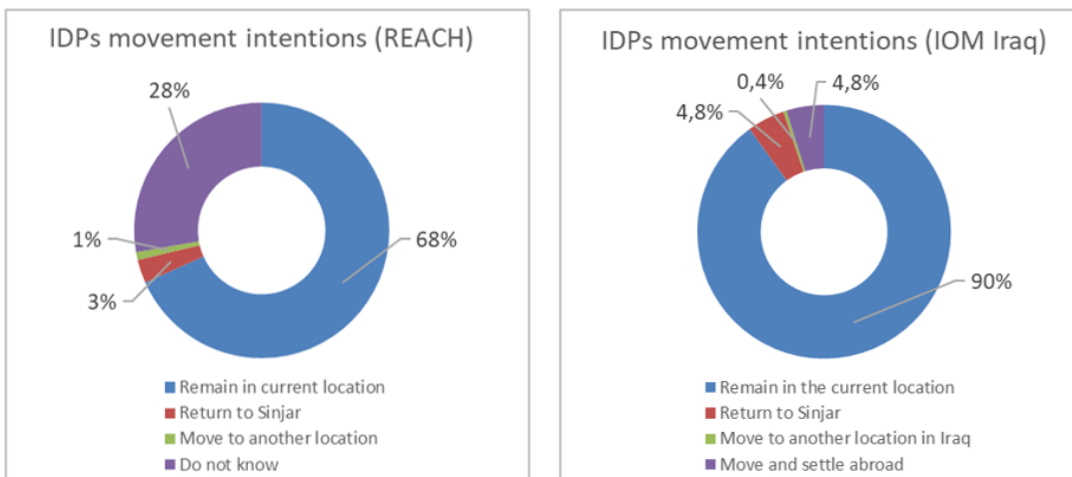 IDPs movement intentions (REACH)
28%
1%
3%
68%
Remain in current location
Return to Sinjar
Move to another location
Do not know
IDPs movement intentions (IOM Iraq)
0,4%
4,8%
4,8%
90%
Remain in the current location
Return to Sinjar
Move to another location in Iraq
Move and settle abroad